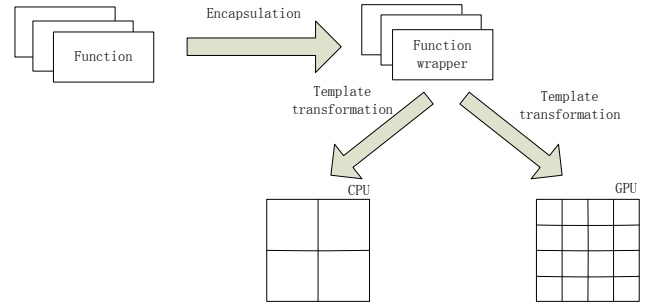 Encapsulation
Function
Function
wrapper
Template
transformation
Template
transformation
CPU
GPU